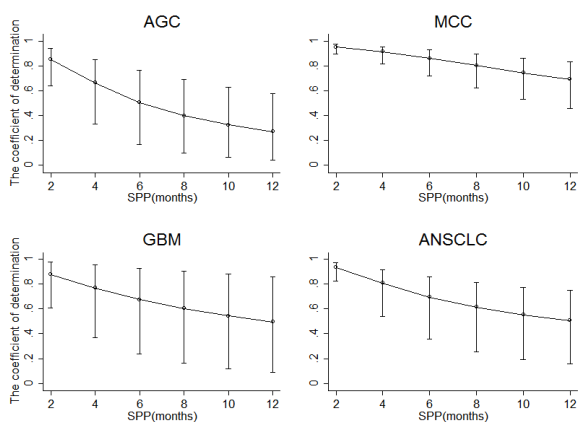 AGC
MCC
The coefficient of determination
1
.8
.6
.4
.2
0
2 4 6 8 10 12
SPP(months)
1
.8
.6
.4
.2
0
2 4 6 8 10 12
SPP(months)
GBM
ANSCLC
The coefficient of determination
1
.8
.6
.4
.2
0
2 4 6 8 10 12
SPP(months)
1
.8
.6
.4
.2
0
2 4 6 8 10 12
SPP(months)